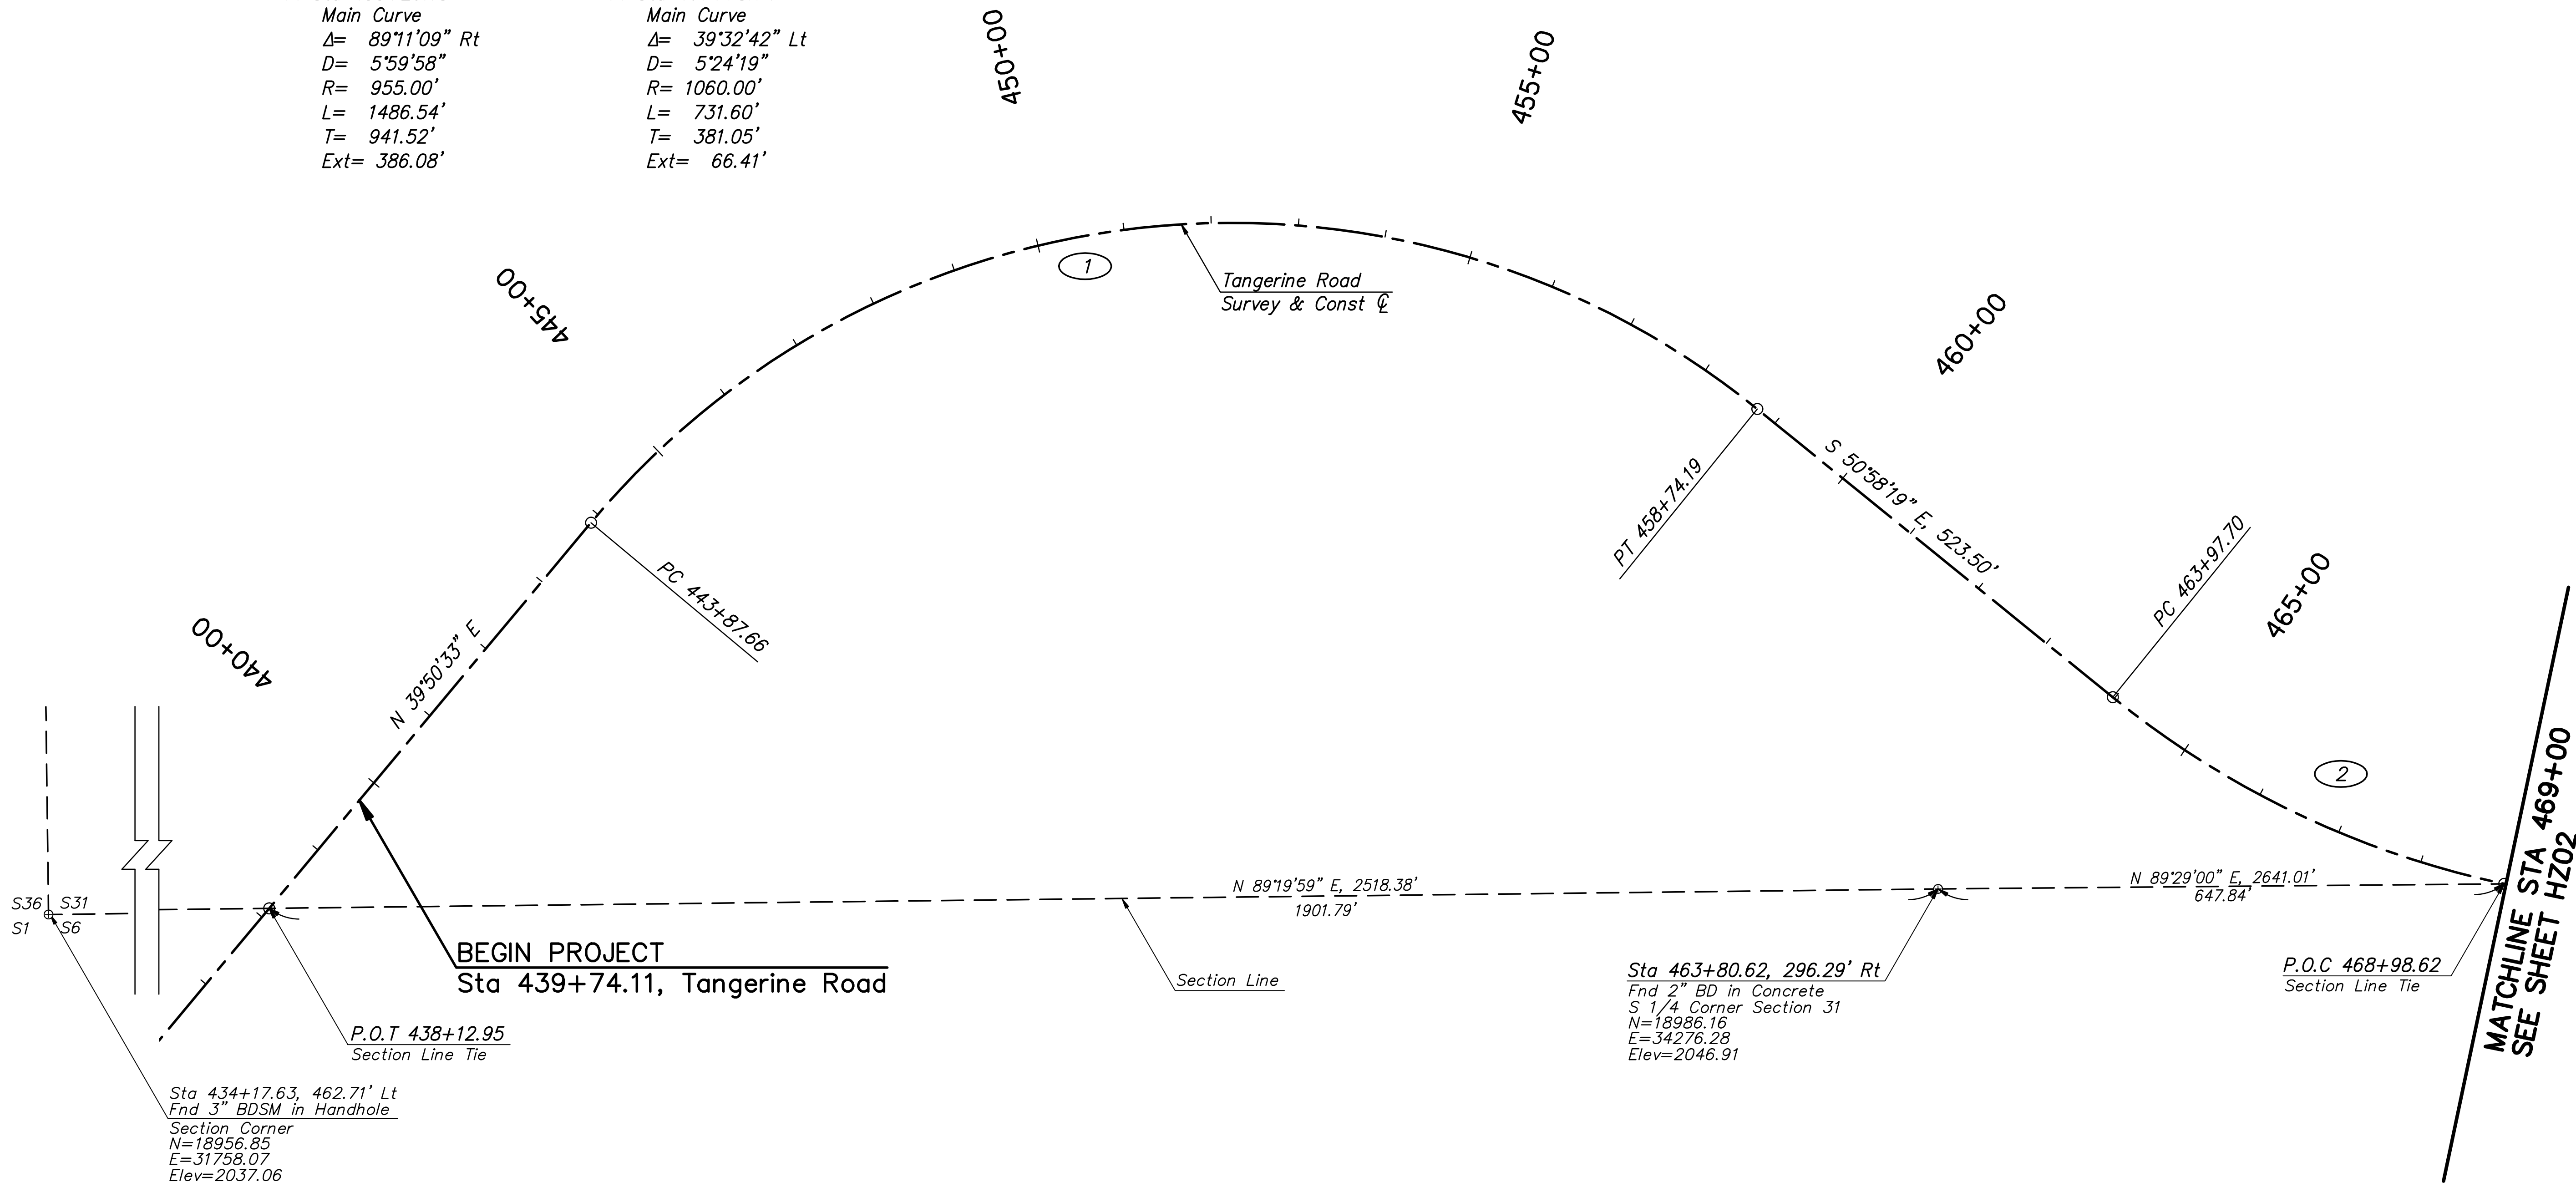 Main Curve
Δ= 89°11'09" Rt
D= 5°59'58"
R= 955.00'
L= 1486.54'
T= 941.52'
Ext= 386.08'
Main Curve
Δ= 39°32'42" Lt
D= 5°24'19"
R= 1060.00'
L= 731.60'
T= 381.05'
Ext= 66.41'
450+00
455+00
445+00
1
Tangerine Road
Survey & Const ℄
460+00
PT 458+74.19
S 50°58'19" E, 523.50'
PC 443+87.66
PC 463+97.70
465+00
440+00
N 39°50'33" E
2
MATCHLINE STA 469+00
SEE SHEET HZ02
S36 S31
S1 S6
N 89°19'59" E, 2518.38'
1901.79'
N 89°29'00" E, 2641.01'
647.84'
BEGIN PROJECT
Sta 439+74.11, Tangerine Road
Section Line
Sta 463+80.62, 296.29' Rt
Fnd 2" BD in Concrete
S 1/4 Corner Section 31
N=18986.16
E=34276.28
Elev=2046.91
P.O.C 468+98.62
Section Line Tie
P.O.T 438+12.95
Section Line Tie
Sta 434+17.63, 462.71' Lt
Fnd 3" BDSM in Handhole
Section Corner
N=18956.85
E=31758.07
Elev=2037.06